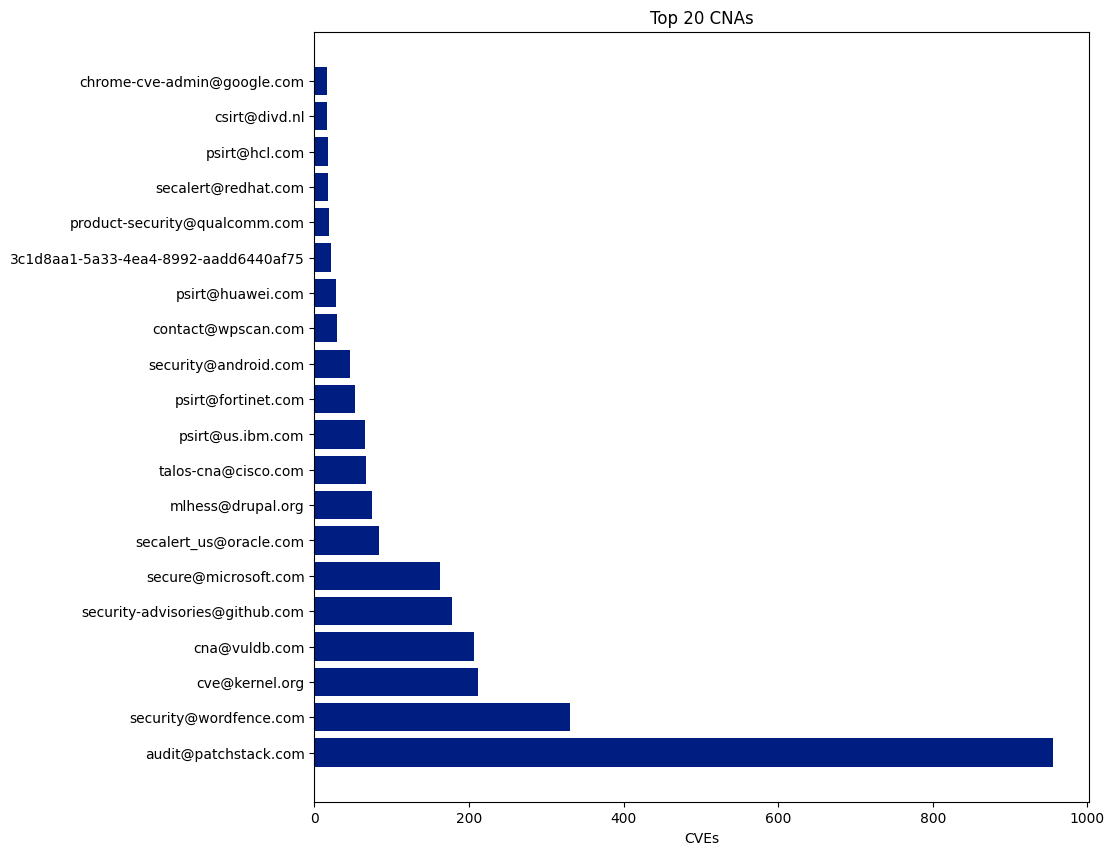 Top 20 CNAs
chrome-cve-admin@google.com
csirt@divd.nl
psirt@hcl.com
secalert@redhat.com
product-security@qualcomm.com
3c1d8aa1-5a33-4ea4-8992-aadd6440af75
psirt@huawei.com
contact@wpscan.com
security@android.com
psirt@fortinet.com
psirt@us.ibm.com
talos-cna@cisco.com
mlhess@drupal.org
secalert_us@oracle.com
secure@microsoft.com
security-advisories@github.com
cna@vuldb.com
cve@kernel.org
security@wordfence.com
audit@patchstack.com
0 200 400 600 800 1000
CVEs